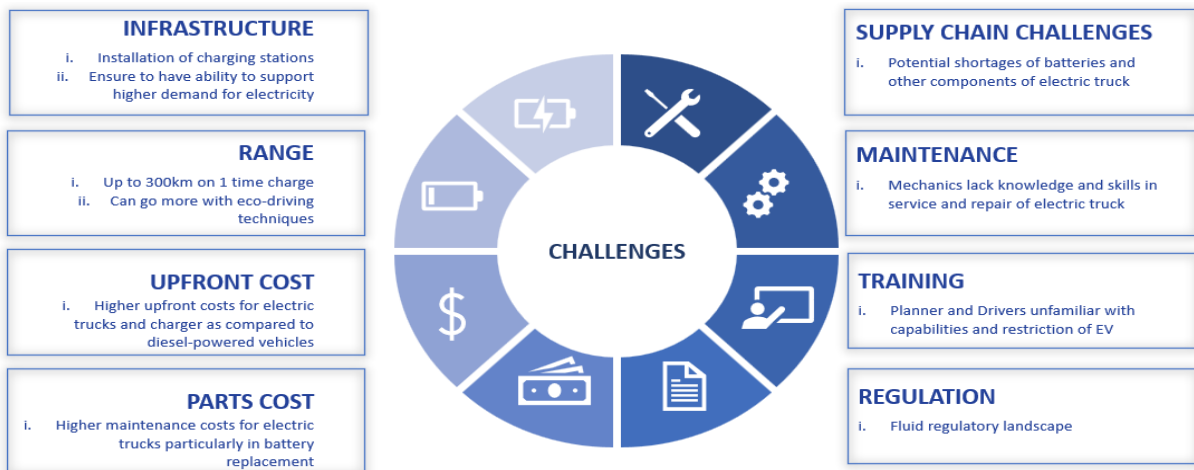 INFRASTRUCTURE
i. Installation of charging stations
ii. Ensure to have ability to support
higher demand for electricity
RANGE
i. Up to 300km on 1 time charge
ii. Can go more with eco-driving
techniques
UPFRONT COST
i. Higher upfront costs for electric
trucks and charger as compared to
diesel-powered vehicles
PARTS COST
i. Higher maintenance costs for electric
trucks particularly in battery
replacement
$
CHALLENGES
SUPPLY CHAIN CHALLENGES
i. Potential shortages of batteries and
other components of electric truck
MAINTENANCE
i. Mechanics lack knowledge and skills in
service and repair of electric truck
TRAINING
i. Planner and Drivers unfamiliar with
capabilities and restriction of EV
REGULATION
i. Fluid regulatory landscape